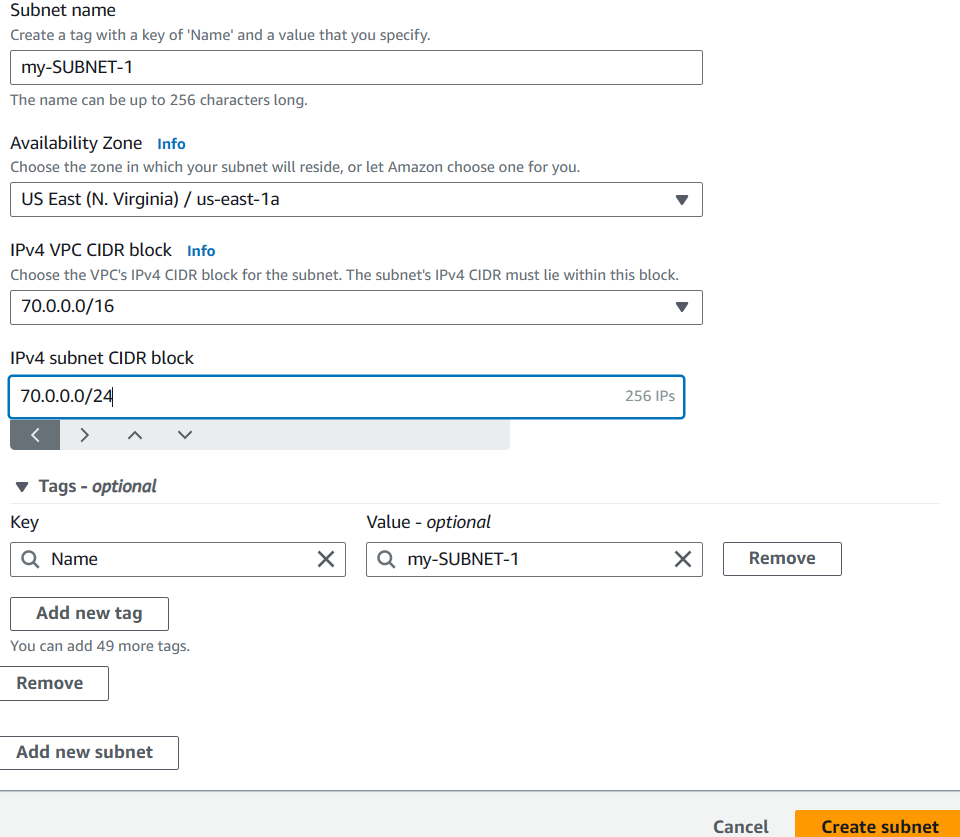 Subnet name
Create a tag with a key of 'Name' and a value that you specify.
my-SUBNET-1
The name can be up to 256 characters long.
Availability Zone Info
Choose the zone in which your subnet will reside, or let Amazon choose one for you.
US East (N. Virginia) / us-east-1a
IPv4 VPC CIDR block Info
Choose the VPC's IPv4 CIDR block for the subnet. The subnet's IPv4 CIDR must lie within this block.
70.0.0.0/16
IPv4 subnet CIDR block
70.0.0.0/24 256 IPs
Tags - optional
Key Value - optional
Name my-SUBNET-1 Remove
Add new tag
You can add 49 more tags.
Remove
Add new subnet
Cancel Create subnet